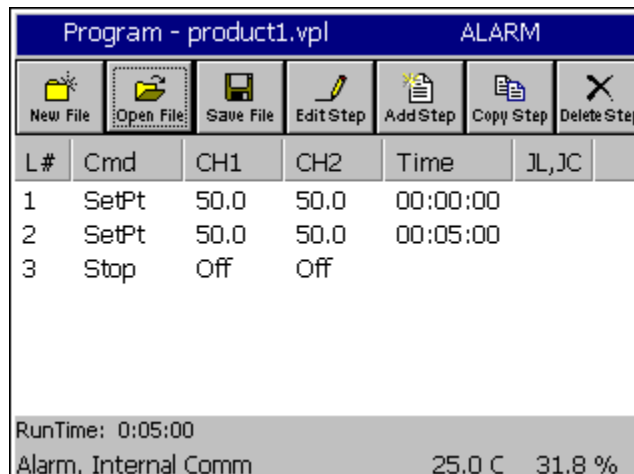 Program - product1.vpl ALARM
New File Open File Save File Edit Step Add Step Copy Step Delete Step
L# Cmd CH1 CH2 Time JL,JC
1 SetPt 50.0 50.0 00:00:00
2 SetPt 50.0 50.0 00:05:00
3 Stop Off Off
RunTime: 0:05:00
Alarm, Internal Comm 25.0 C 31.8 %